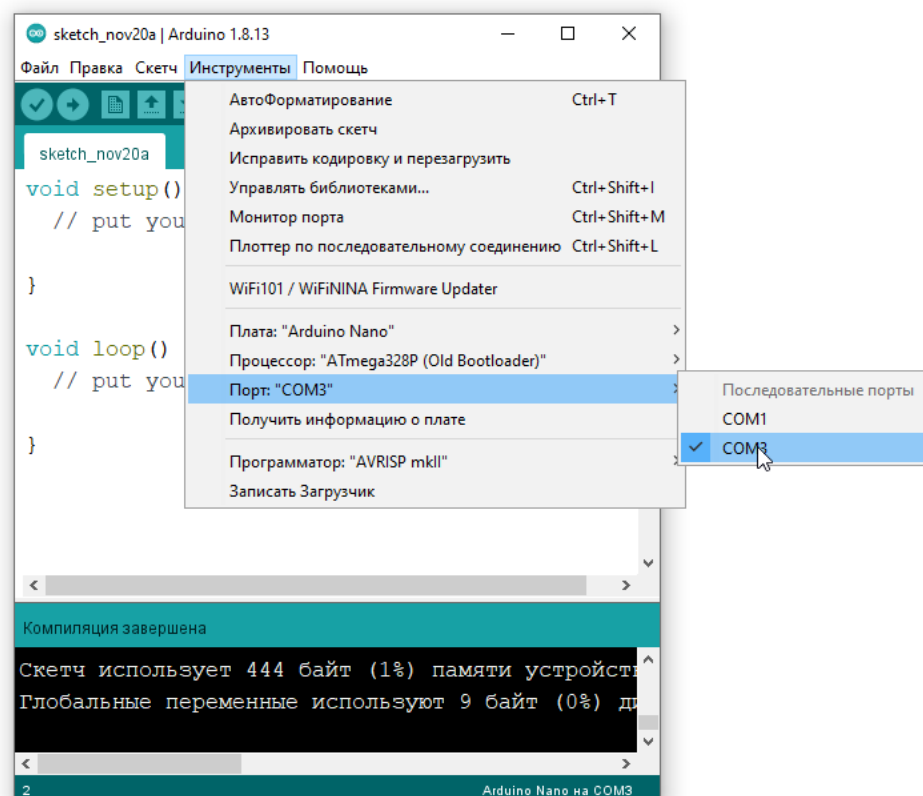 sketch_nov20a | Arduino 1.8.13
Файл Правка Скетч Инструменты Помощь
АвтоФорматирование Ctrl+T
Архивировать скетч
sketch_nov20a
Исправить кодировку и перезагрузить
void setup()
Управлять библиотеками... Ctrl+Shift+I
// put you
Монитор порта Ctrl+Shift+M
Плоттер по последовательному соединению Ctrl+Shift+L
}
WiFi101 / WiFiNINA Firmware Updater
Плата: "Arduino Nano"
void loop()
Процессор: "ATmega328P (Old Bootloader)"
// put you
Порт: "COM3"
Последовательные порты
Получить информацию о плате
COM1
}
COM3
Программатор: "AVRISP mkII"
Записать Загрузчик
Компиляция завершена
Скетч использует 444 байт (1%) памяти
Глобальные переменные используют 9 байт (0%)
2 Arduino Nano на COM3